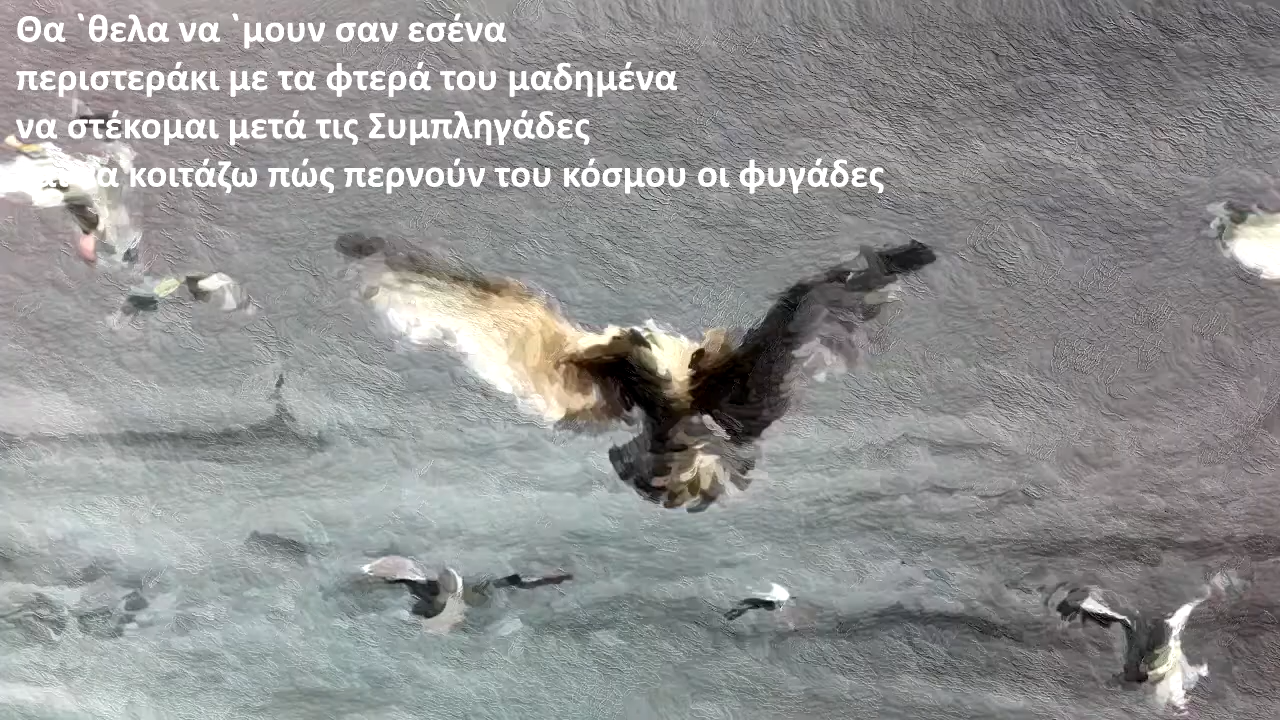 Θα `θελα να `μουν σαν εσένα
περιστεράκι με τα φτερά του μαδημένα
να στέκομαι μετά τις Συμπληγάδες
κοιτάζω πώς περνούν του κόσμου οι φυγάδες